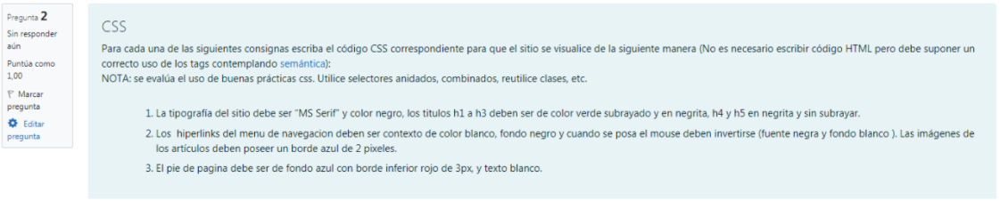 Pregunta 2
Sin responder
aún
Puntúa como
1,00
Marcar
pregunta
Editar
pregunta
CSS
Para cada una de las siguientes consignas escriba el código CSS correspondiente para que el sitio se visualice de la siguiente manera (No es necesario escribir código HTML pero debe suponer un
correcto uso de los tags contemplando semántica):
NOTA: se evalúa el uso de buenas prácticas css. Utilice selectores anidados, combinados, reutilice clases, etc.
1. La tipografía del sitio debe ser "MS Serif" y color negro, los titulos h1 a h3 deben ser de color verde subrayado y en negrita, h4 y h5 en negrita y sin subrayar.
2. Los hiperlinks del menu de navegacion deben ser contexto de color blanco, fondo negro y cuando se posa el mouse deben invertirse (fuente negra y fondo blanco ). Las imágenes de
los artículos deben poseer un borde azul de 2 pixeles.
3. El pie de pagina debe ser de fondo azul con borde inferior rojo de 3px, y texto blanco.